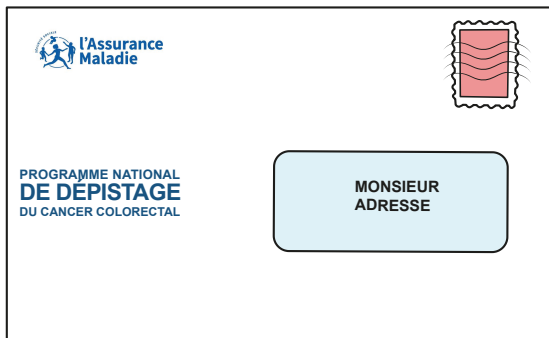 l'Assurance
Maladie
PROGRAMME NATIONAL
DE DÉPISTAGE
DU CANCER COLORECTAL
MONSIEUR
ADRESSE